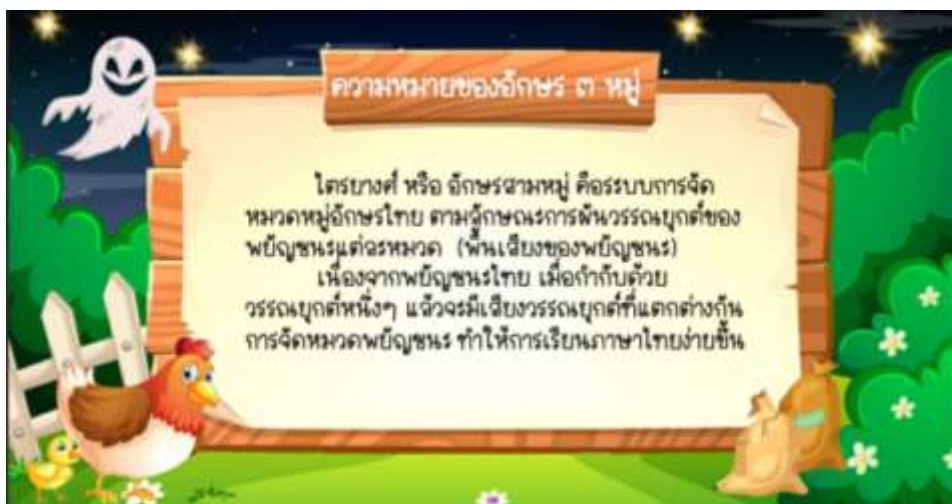 ความหมายของอักษร ๓ หมู่
ไตรยางศ์ หรือ อักษรสามหมู่ คือระบบการจัด
หมวดหมู่อักษรไทย ตามลักษณะการผันวรรณยุกต์ของ
พยัญชนะแต่ละหมวด (พื้นเสียงของพยัญชนะ)
เนื่องจากพยัญชนะไทย เมื่อกำกับด้วย
วรรณยุกต์หนึ่งๆ แล้วจะมีเสียงวรรณยุกต์ที่แตกต่างกัน
การจัดหมวดพยัญชนะ ทำให้การเรียนภาษาไทยง่ายขึ้น